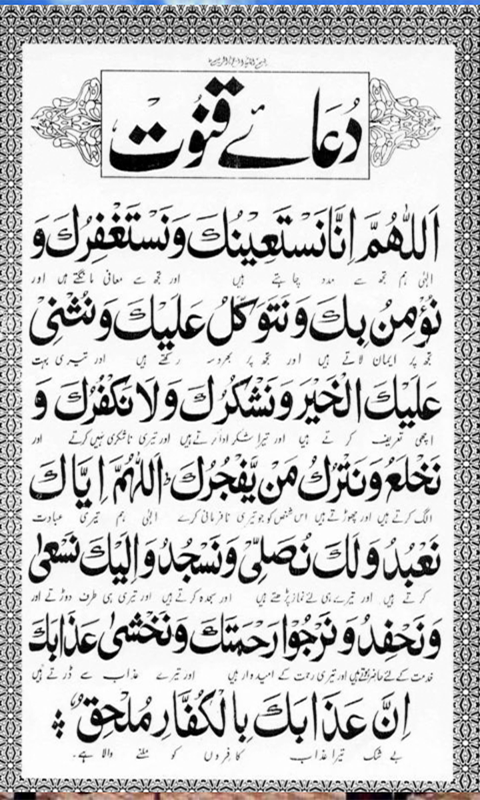 دُعَائے قنُوت
اَللّٰهُمَّ اِنَّا نَسْتَعِيْنُكَ وَنَسْتَغْفِرُكَ وَ
الٰہی ہم تجھ سے مدد چاہتے ہیں اور تجھ سے معافی مانگتے ہیں اور
نُؤْمِنُ بِكَ وَنَتَوَكَّلُ عَلَيْكَ وَنُثْنِیْ
تجھ پر ایمان لاتے ہیں اور تجھ پر بھروسہ رکھتے ہیں اور تیری بہت
عَلَيْكَ الْخَيْرَ وَنَشْكُرُكَ وَلَا نَكْفُرُكَ وَ
اچھی تعریف کرتے ہیں اور تیرا شکر ادا کرتے ہیں اور تیری ناشکری نہیں کرتے اور
نَخْلَعُ وَنَتْرُكُ مَنْ يَّفْجُرُكَ اَللّٰهُمَّ اِيَّاكَ
الگ کرتے ہیں اور چھوڑتے ہیں اس شخص کو جو تیری نافرمانی کرے الٰہی ہم تیری عبادت
نَعْبُدُ وَلَكَ نُصَلِّیْ وَنَسْجُدُ وَاِلَيْكَ نَسْعٰی
کرتے ہیں اور تیرے ہی لئے نماز پڑھتے ہیں اور سجدہ کرتے ہیں اور تیری ہی طرف دوڑتے اور
وَنَحْفِدُ وَنَرْجُوْا رَحْمَتَكَ وَنَخْشٰی عَذَابَكَ
خدمت کے لئے حاضر ہوتے ہیں اور تیری رحمت کے امیدوار ہیں اور تیرے عذاب سے ڈرتے ہیں
اِنَّ عَذَابَكَ بِالْكُفَّارِ مُلْحِقٌ
بے شک تیرا عذاب کافروں کو ملنے والا ہے۔